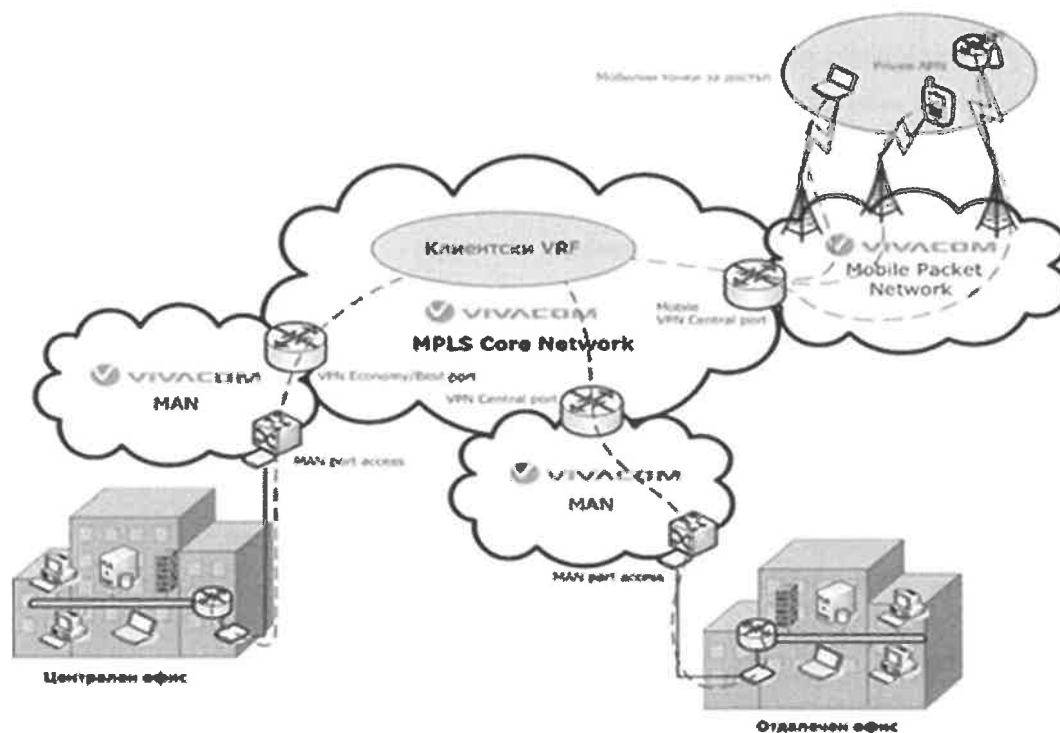 Private APN
Мобилни точки за достъп
Клиентски VRF
VIVACOM
Mobile Packet
Network
Mobile
VPN Central port
VIVACOM
MPLS Core Network
VIVACOM
MAN
VPN Economy/Best port
VPN Central port
MAN port access
VIVACOM
MAN
MAN port access
Централен офис
Отдалечен офис